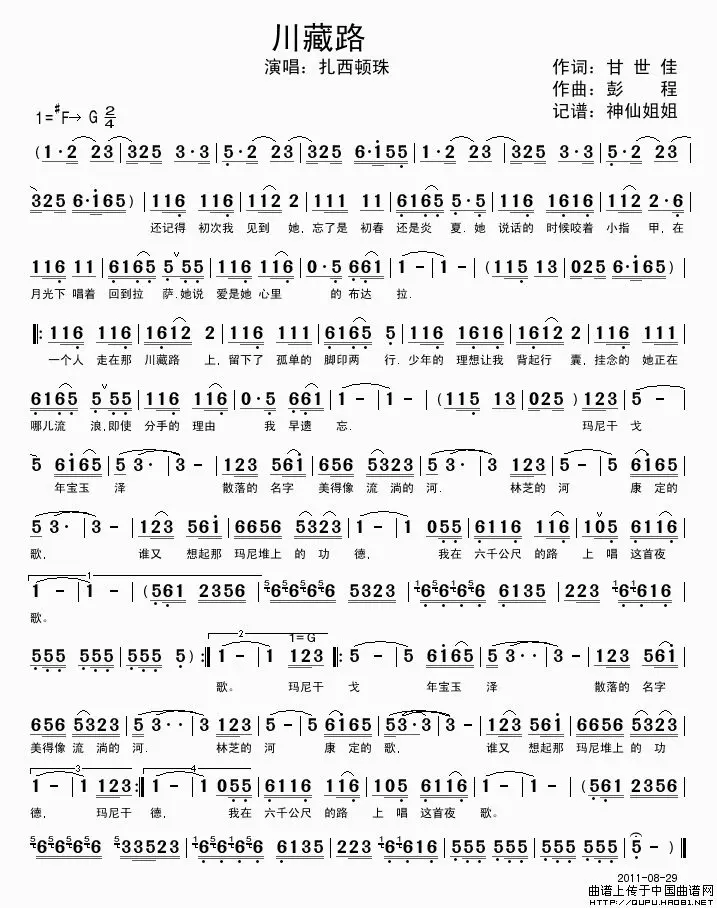 川藏路
演唱：扎西顿珠
作词：甘世佳
作曲：彭 程
记谱：神仙姐姐
1=#F→ G 2/4
(1·2 23|325 3·3|5·2 23|325 6·i55|1·2 23|325 3·3|5·2 23|
325 6·i65)|116 116|112 2|111 11|6165 5·5|116 1616|112 2·6|
还记得 初次我 见到 她,忘了是 初春 还是炎 夏.她 说话的 时候咬着 小指 甲,在
116 11|6165 5 55|116 116|0·5 661|1-|1-|(115 13|025 6·i65)|
月光下 唱着 回到拉 萨.她说 爱是她 心里 的 布达 拉.
‖:116 116|1612 2|116 111|6165 5|116 1616|1612 2|116 111|
一个人 走在那 川藏路 上,留下了 孤单的 脚印两 行.少年的 理想让我 背起行 囊,挂念的 她正在
6165 5 55|116 116|0·5 661|1-|1-|(115 13|025)123|5-|
哪儿流 浪,即使 分手的 理由 我 早遗 忘. 玛尼干 戈
5 6i65|5 3·|3-|123 56i|656 5323|3-|3 123|5-|5 6i65|
年宝玉 泽 散落的 名字 美得像 流淌的 河. 林芝的 河 康定的
5 3·|3-|123 56i|6656 5323|1-|1 055|6116 116|105 6116|
歌, 谁又 想起那 玛尼堆上 的 功 德, 我在 六千公尺 的路 上 唱 这首夜
1
1-|1-|(561 2356|56565656 5323|16161616 6135|223 161616|
歌。
2
1=G
555 555|555 5):‖1-|1 123‖:5-|5 6i65|5 3·|3-|123 56i|
歌。 玛尼干 戈 年宝玉 泽 散落的 名字
656 5323|5 3··|3 123|5-|5 6i65|53·3·|3-|123 56i|6656 5323|
美得像 流淌的 河. 林芝的 河 康定的 歌, 谁又 想起那 玛尼堆上 的 功
3
4
1-|1 123:‖1-|1 055|6116 116|105 6116|1-|1-|(561 2356|
德, 玛尼干 德, 我在 六千公尺 的路 上 唱 这首夜 歌。
56565656 533523|16161616 6135|223 161616|555 555|555 555|5-)‖
2011-08-29
曲谱上传于中国曲谱网
HTTP://QUPU.HAO81.NET